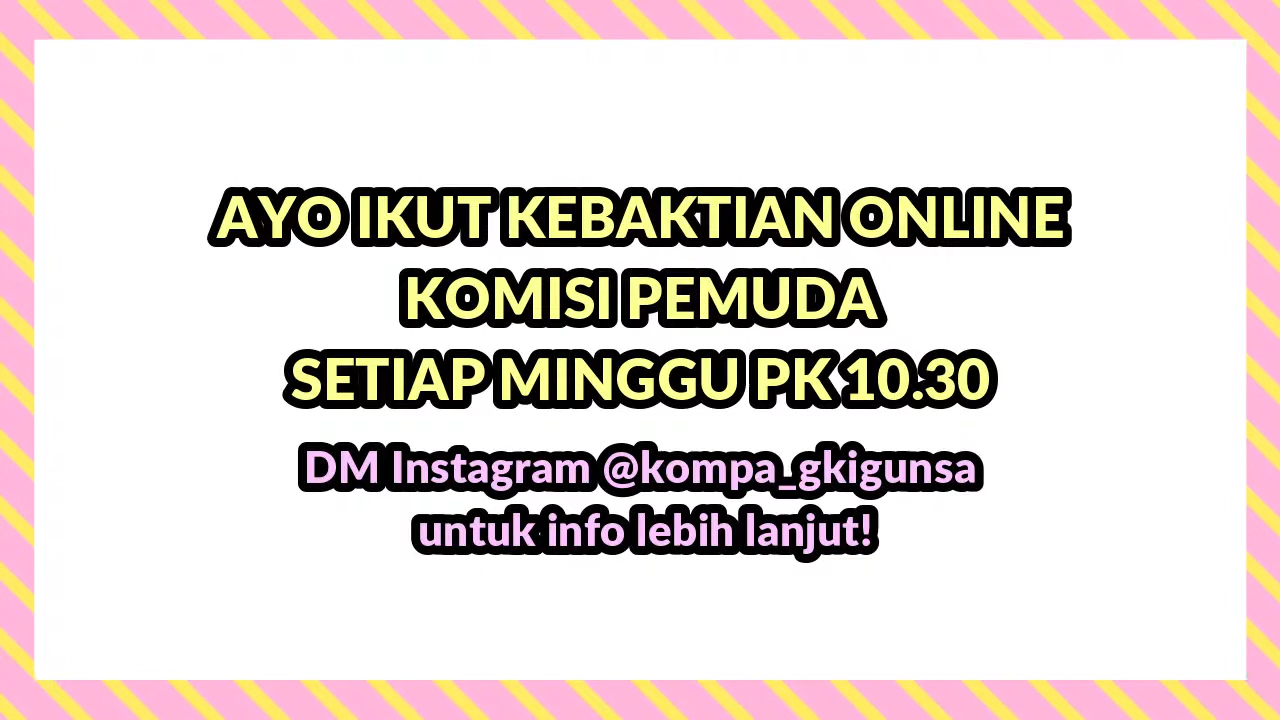 AYO IKUT KEBAKTIAN ONLINE
KOMISI PEMUDA
SETIAP MINGGU PK 10.30
DM Instagram @kompa_gkigunsa
untuk info lebih lanjut!